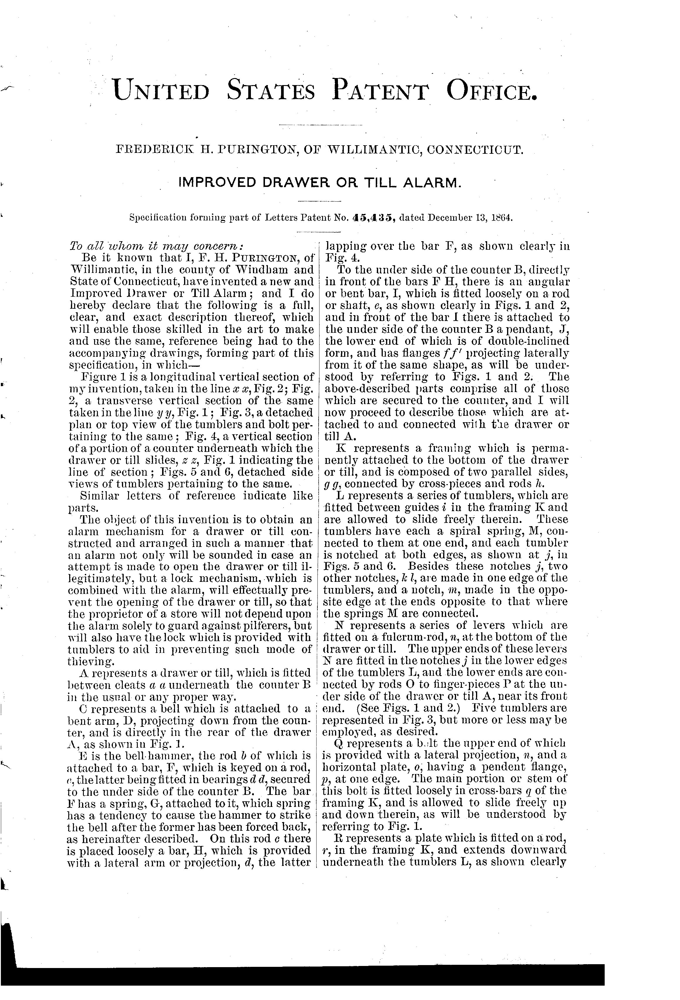 UNITED STATES PATENT OFFICE.
FREDERICK H. PURINGTON, OF WILLIMANTIC, CONNECTICUT.
IMPROVED DRAWER OR TILL ALARM.
Specification forming part of Letters Patent No. 45,435, dated December 13, 1864.
To all whom it may concern:
Be it known that I, F. H. PURINGTON, of
Willimantic, in the county of Windham and
State of Connecticut, have invented a new and
Improved Drawer or Till Alarm; and I do
hereby declare that the following is a full,
clear, and exact description thereof, which
will enable those skilled in the art to make
and use the same, reference being had to the
accompanying drawings, forming part of this
specification, in which—
Figure 1 is a longitudinal vertical section of
my invention, taken in the line x x, Fig. 2; Fig.
2, a transverse vertical section of the same
taken in the line y y, Fig. 1; Fig. 3, a detached
plan or top view of the tumblers and bolt per-
taining to the same; Fig. 4, a vertical section
of a portion of a counter underneath which the
drawer or till slides, z z, Fig. 1 indicating the
line of section; Figs. 5 and 6, detached side
views of tumblers pertaining to the same.
Similar letters of reference indicate like
parts.
The object of this invention is to obtain an
alarm mechanism for a drawer or till con-
structed and arranged in such a manner that
an alarm not only will be sounded in case an
attempt is made to open the drawer or till il-
legitimately, but a lock mechanism, which is
combined with the alarm, will effectually pre-
vent the opening of the drawer or till, so that
the proprietor of a store will not depend upon
the alarm solely to guard against pilferers, but
will also have the lock which is provided with
tumblers to aid in preventing such mode of
thieving.
A represents a drawer or till, which is fitted
between cleats a a underneath the counter B
in the usual or any proper way.
C represents a bell which is attached to a
bent arm, D, projecting down from the coun-
ter, and is directly in the rear of the drawer
A, as shown in Fig. 1.
E is the bell-hammer, the rod b of which is
attached to a bar, F, which is keyed on a rod,
c, the latter being fitted in bearings d d, secured
to the under side of the counter B. The bar
F has a spring, G, attached to it, which spring
has a tendency to cause the hammer to strike
the bell after the former has been forced back,
as hereinafter described. On this rod c there
is placed loosely a bar, H, which is provided
with a lateral arm or projection, d, the latter
lapping over the bar F, as shown clearly in
Fig. 4.
To the under side of the counter B, directly
in front of the bars F H, there is an angular
or bent bar, I, which is fitted loosely on a rod
or shaft, e, as shown clearly in Figs. 1 and 2,
and in front of the bar I there is attached to
the under side of the counter B a pendant, J,
the lower end of which is of double-inclined
form, and has flanges f f' projecting laterally
from it of the same shape, as will be under-
stood by referring to Figs. 1 and 2. The
above-described parts comprise all of those
which are secured to the counter, and I will
now proceed to describe those which are at-
tached to and connected with the drawer or
till A.
K represents a framing which is perma-
nently attached to the bottom of the drawer
or till, and is composed of two parallel sides,
g g, connected by cross-pieces and rods h.
L represents a series of tumblers, which are
fitted between guides i in the framing K and
are allowed to slide freely therein. These
tumblers have each a spiral spring, M, con-
nected to them at one end, and each tumbler
is notched at both edges, as shown at j, in
Figs. 5 and 6. Besides these notches j, two
other notches, k l, are made in one edge of the
tumblers, and a notch, m, made in the oppo-
site edge at the ends opposite to that where
the springs M are connected.
N represents a series of levers which are
fitted on a fulcrum-rod, n, at the bottom of the
drawer or till. The upper ends of these levers
N are fitted in the notches j in the lower edges
of the tumblers L, and the lower ends are con-
nected by rods O to finger-pieces P at the un-
der side of the drawer or till A, near its front
end. (See Figs. 1 and 2.) Five tumblers are
represented in Fig. 3, but more or less may be
employed, as desired.
Q represents a bolt the upper end of which
is provided with a lateral projection, n, and a
horizontal plate, o, having a pendent flange,
p, at one edge. The main portion or stem of
this bolt is fitted loosely in cross-bars q of the
framing K, and is allowed to slide freely up
and down therein, as will be understood by
referring to Fig. 1.
R represents a plate which is fitted on a rod,
r, in the framing K, and extends downward
underneath the tumblers L, as shown clearly